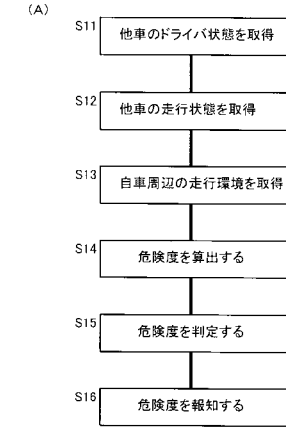 (A)
S11
他車のドライバ状態を取得
S12
他車の走行状態を取得
S13
自車周辺の走行環境を取得
S14
危険度を算出する
S15
危険度を判定する
S16
危険度を報知する